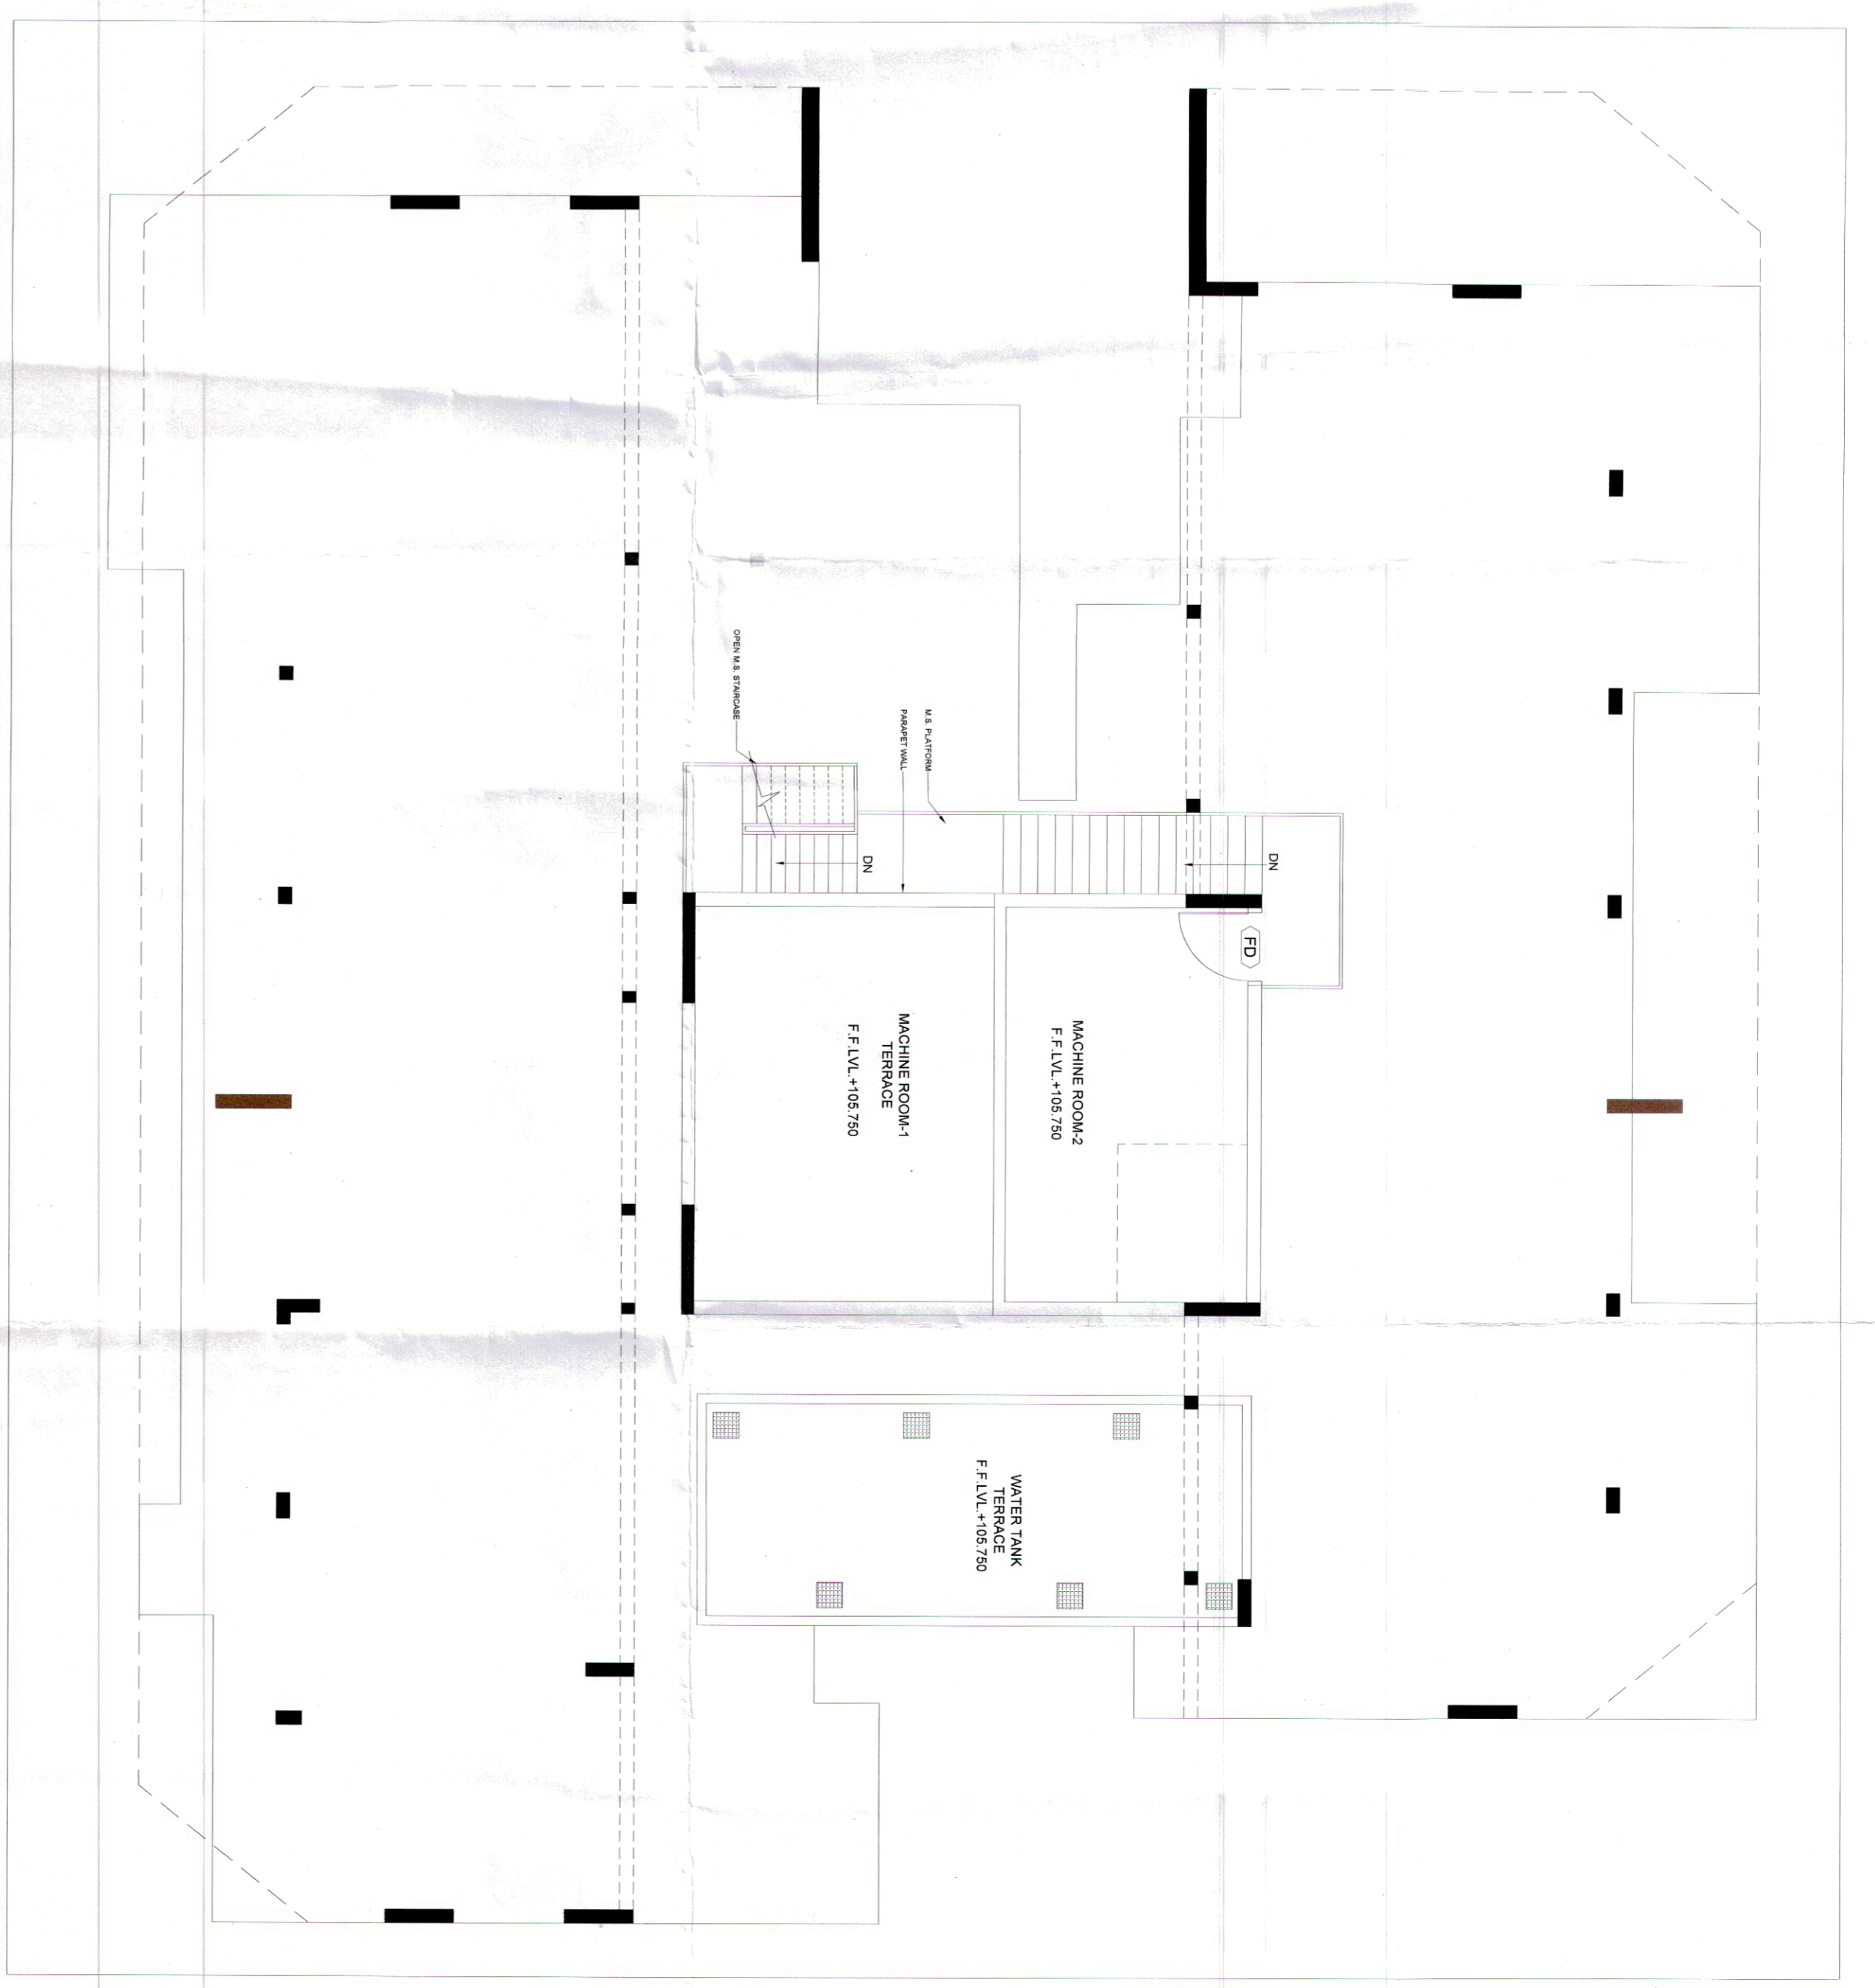 OPEN M.S. STAIRCASE
M.S. PLATFORM
PARAPET WALL
DN
DN
FD
MACHINE ROOM-2
F.F.LVL.+105.750
MACHINE ROOM-1
TERRACE
F.F.LVL.+105.750
WATER TANK
TERRACE
F.F.LVL.+105.750